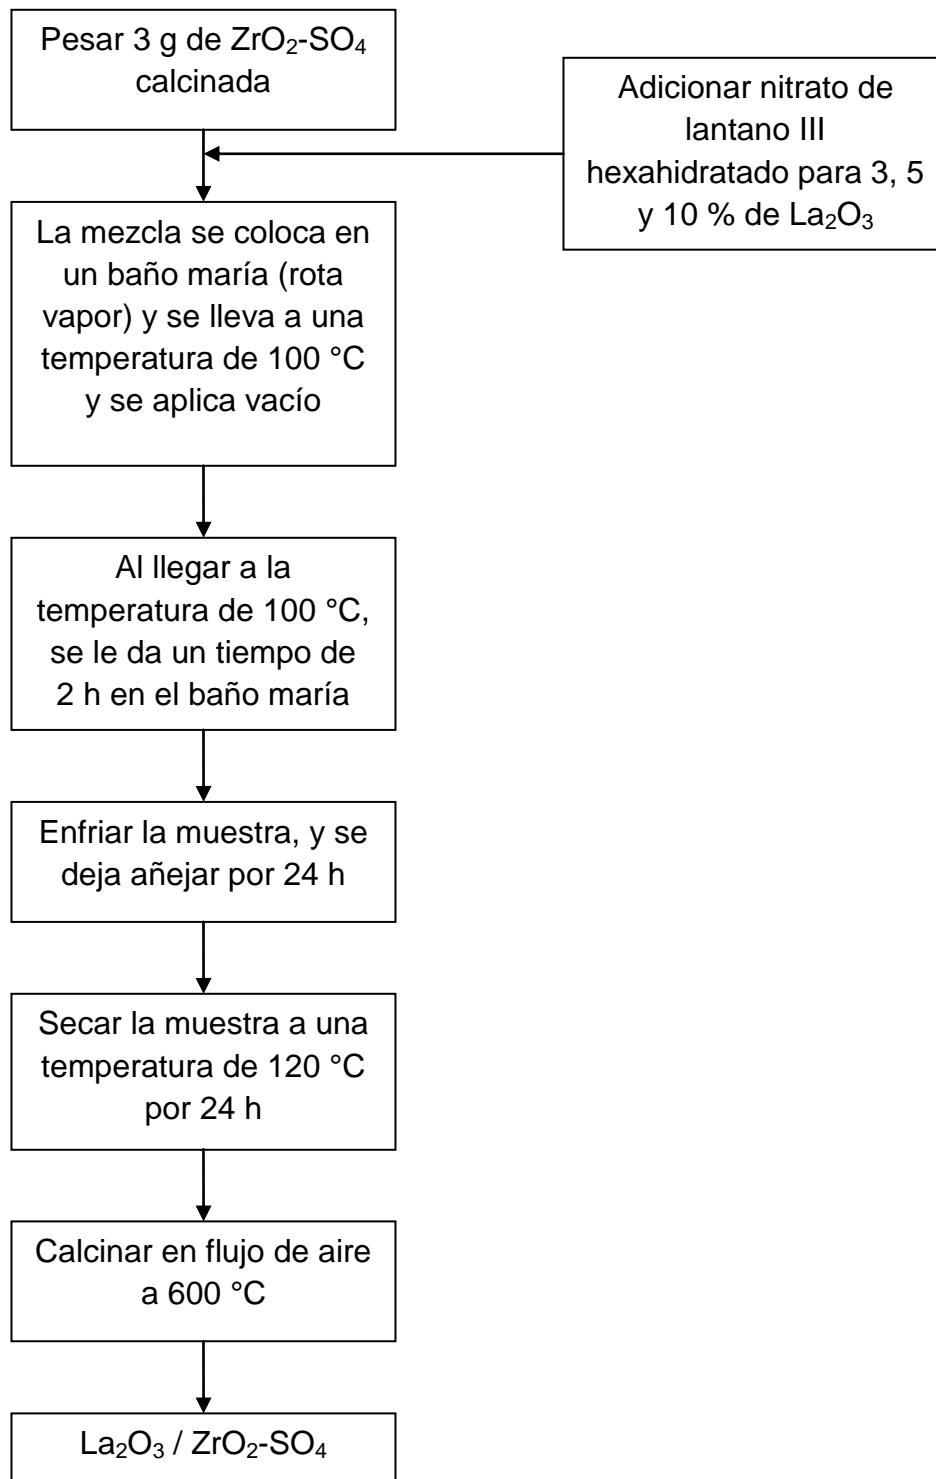 Pesar 3 g de ZrO₂-SO₄
calcinada
Adicionar nitrato de
lantano III
hexahidratado para 3, 5
y 10 % de La₂O₃
La mezcla se coloca en
un baño maría (rota
vapor) y se lleva a una
temperatura de 100 °C
y se aplica vacío
Al llegar a la
temperatura de 100 °C,
se le da un tiempo de
2 h en el baño maría
Enfriar la muestra, y se
deja añejar por 24 h
Secar la muestra a una
temperatura de 120 °C
por 24 h
Calcinar en flujo de aire
a 600 °C
La₂O₃ / ZrO₂-SO₄